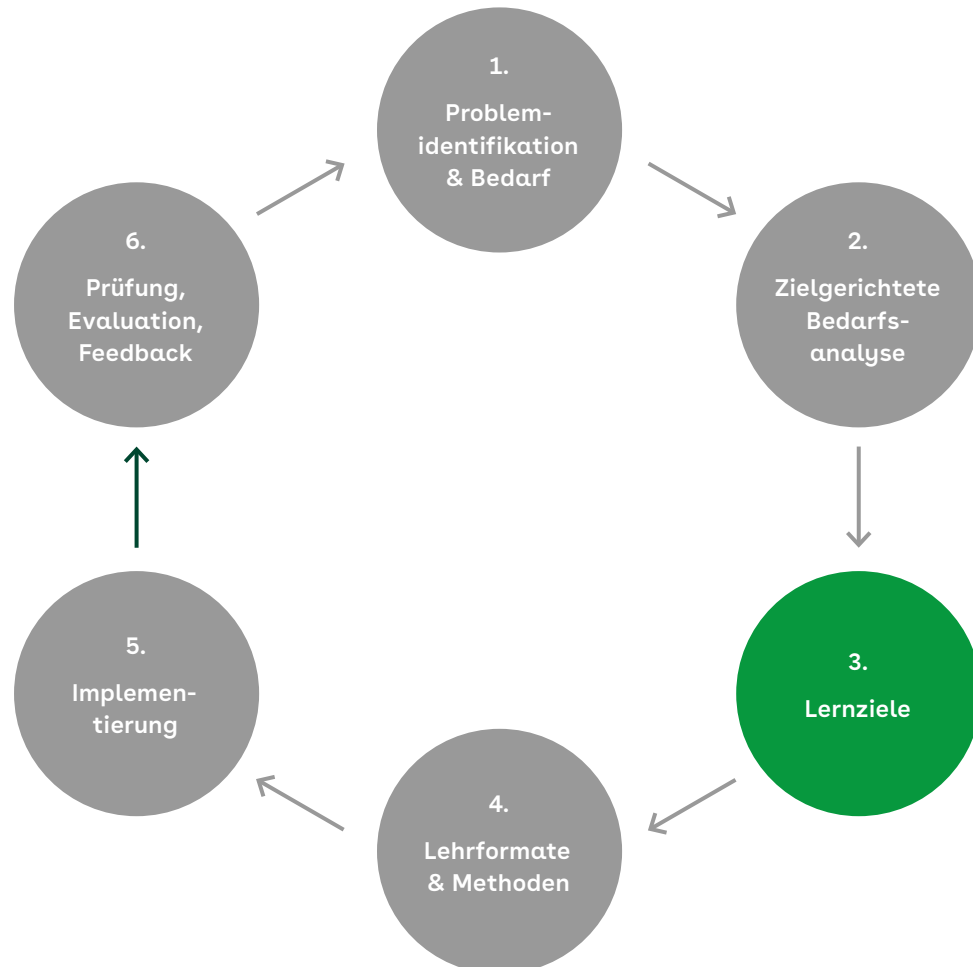 1.
Problem-
identifikation
& Bedarf
2.
Zielgerichtete
Bedarfs-
analyse
3.
Lernziele
4.
Lehrformate
& Methoden
5.
Implemen-
tierung
6.
Prüfung,
Evaluation,
Feedback